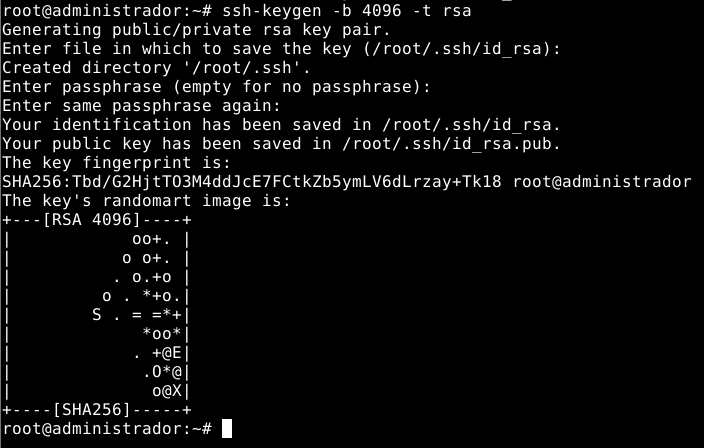 root@administrador:~# ssh-keygen -b 4096 -t rsa
Generating public/private rsa key pair.
Enter file in which to save the key (/root/.ssh/id_rsa):
Created directory '/root/.ssh'.
Enter passphrase (empty for no passphrase):
Enter same passphrase again:
Your identification has been saved in /root/.ssh/id_rsa.
Your public key has been saved in /root/.ssh/id_rsa.pub.
The key fingerprint is:
SHA256:Tbd/G2HjtTO3M4ddJcE7FCtkZb5ymLV6dLrzay+Tk18 root@administrador
The key's randomart image is:
+---[RSA 4096]----+
|            oo+. |
|           o o+. |
|          . o.+o |
|         o . *+o.|
|        S . = =*+|
|             *oo*|
|            . +@E|
|             .O*@|
|              o@X|
+----[SHA256]-----+
root@administrador:~#